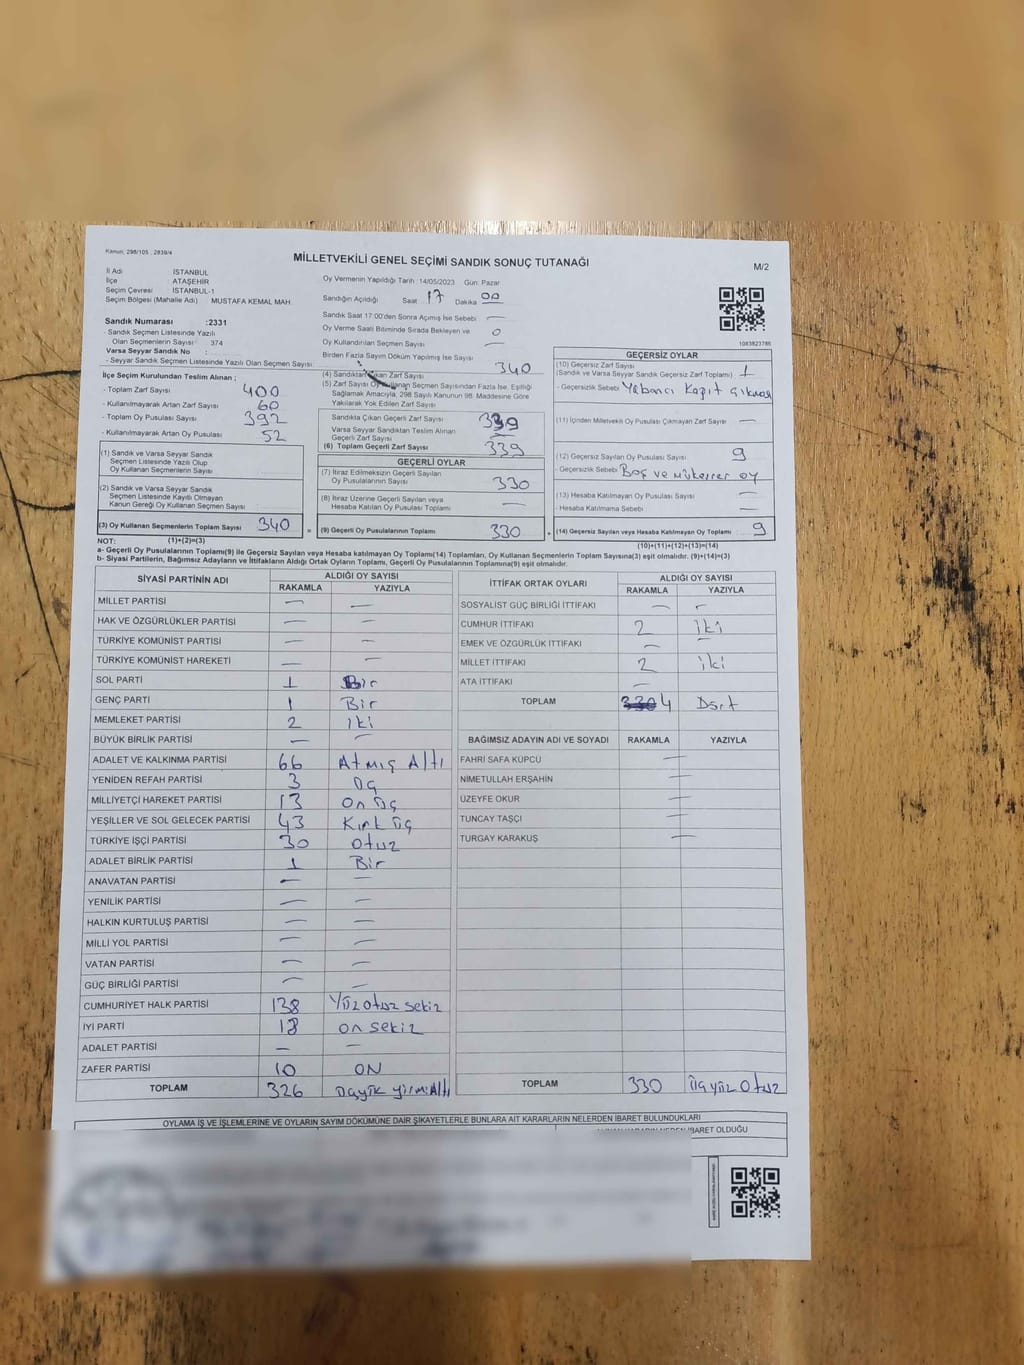 Kanun; 298/105 ; 2839/4
MİLLETVEKİLİ GENEL SEÇİMİ SANDIK SONUÇ TUTANAĞI
M/2
İl Adı : İSTANBUL
İlçe : ATAŞEHİR
Seçim Çevresi : İSTANBUL-1
Seçim Bölgesi (Mahalle Adı) MUSTAFA KEMAL MAH.
Oy Vermenin Yapıldığı Tarih : 14/05/2023 Gün: Pazar
Sandığın Açıldığı Saat 17 Dakika 00
Sandık Saat 17:00'den Sonra Açımış İse Sebebi —
Oy Verme Saati Bitiminde Sırada Bekleyen ve 0
Oy Kullandırılan Seçmen Sayısı —
Birden Fazla Sayım Döküm Yapılmış İse Sayısı
1083823786
Sandık Numarası :2331
- Sandık Seçmen Listesinde Yazılı
Olan Seçmenlerin Sayısı : 374
Varsa Seyyar Sandık No :
- Seyyar Seçmen Listesinde Yazılı Olan Seçmen Sayısı
İlçe Seçim Kurulundan Teslim Alınan ;
- Toplam Zarf Sayısı 400
- Kullanılmayarak Artan Zarf Sayısı 60
- Toplam Oy Pusulası Sayısı 392
- Kullanılmayarak Artan Oy Pusulası 52
(1) Sandık ve Varsa Seyyar Sandık
Seçmen Listesinde Yazılı Olup
Oy Kullanan Seçmenlerin Sayısı
(2) Sandık ve Varsa Seyyar Sandık
Seçmen Listesinde Kayıtlı Olmayan
Kanun Gereği Oy Kullanan Seçmen Sayısı
(3) Oy Kullanan Seçmenlerin Toplam Sayısı 340 =
(4) Sandıktan Çıkan Zarf Sayısı 340
(5) Zarf Sayısı Oy Kullanan Seçmen Sayısından Fazla İse, Eşitliği
Sağlamak Amacıyla, 298 Sayılı Kanunun 98. Maddesine Göre
Yakılarak Yok Edilen Zarf Sayısı
Sandıkta Çıkan Geçerli Zarf Sayısı 339
Varsa Seyyar Sandıktan Teslim Alınan —
Geçerli Zarf Sayısı
(6) Toplam Geçerli Zarf Sayısı 339
GEÇERLİ OYLAR
(7) İtiraz Edilmeksizin Geçerli Sayılan
Oy Pusulalarının Sayısı 330
(8) İtiraz Üzerine Geçerli Sayılan veya
Hesaba Katılan Oy Pusulası Toplamı —
(9) Geçerli Oy Pusulalarının Toplamı 330 +
GEÇERSİZ OYLAR
(10) Geçersiz Zarf Sayısı
(Sandık ve Varsa Seyyar Sandık Geçersiz Zarf Toplamı) 1
- Geçersizlik Sebebi Yabancı Kağıt çıkması
(11) İçinden Milletvekili Oy Pusulası Çıkmayan Zarf Sayısı —
(12) Geçersiz Sayılan Oy Pusulası Sayısı 9
Geçersizlik Sebebi Boş ve mükerrer oy
(13) Hesaba Katılmayan Oy Pusulası Sayısı —
- Hesaba Katılmama Sebebi —
(14) Geçersiz Sayılan veya Hesaba Katılmayan Oy Toplamı 9
NOT: (1)+(2)=(3) (10)+(11)+(12)+(13)=(14)
a- Geçerli Oy Pusulalarının Toplamı(9) ile Geçersiz Sayılan veya Hesaba katılmayan Oy Toplamı(14) Toplamları, Oy Kullanan Seçmenlerin Toplam Sayısına(3) eşit olmalıdır. (9)+(14)=(3)
b- Siyasi Partilerin, Bağımsız Adayların ve İttifakların Aldığı Ortak Oyların Toplamı, Geçerli Oy Pusulalarının Toplamına(9) eşit olmalıdır.
SİYASİ PARTİNİN ADI ALDIĞI OY SAYISI
RAKAMLA YAZIYLA
MİLLET PARTİSİ — —
HAK VE ÖZGÜRLÜKLER PARTİSİ — —
TÜRKİYE KOMÜNİST PARTİSİ — —
TÜRKİYE KOMÜNİST HAREKETİ — —
SOL PARTİ 1 Bir
GENÇ PARTİ 1 Bir
MEMLEKET PARTİSİ 2 iki
BÜYÜK BİRLİK PARTİSİ — —
ADALET VE KALKINMA PARTİSİ 66 Atmış Altı
YENİDEN REFAH PARTİSİ 3 üç
MİLLİYETÇİ HAREKET PARTİSİ 13 on üç
YEŞİLLER VE SOL GELECEK PARTİSİ 43 Kırk üç
TÜRKİYE İŞÇİ PARTİSİ 30 otuz
ADALET BİRLİK PARTİSİ 1 Bir
ANAVATAN PARTİSİ — —
YENİLİK PARTİSİ — —
HALKIN KURTULUŞ PARTİSİ — —
MİLLİ YOL PARTİSİ — —
VATAN PARTİSİ — —
GÜÇ BİRLİĞİ PARTİSİ — —
CUMHURİYET HALK PARTİSİ 138 Yüz otuz sekiz
İYİ PARTİ 18 on sekiz
ADALET PARTİSİ — —
ZAFER PARTİSİ 10 ON
TOPLAM 326 üçyük yirmi Altı
İTTİFAK ORTAK OYLARI ALDIĞI OY SAYISI
RAKAMLA YAZIYLA
SOSYALİST GÜÇ BİRLİĞİ İTTİFAKI — —
CUMHUR İTTİFAKI 2 iki
EMEK VE ÖZGÜRLÜK İTTİFAKI — —
MİLLET İTTİFAKI 2 iki
ATA İTTİFAKI —
TOPLAM 330 4 Dört
BAĞIMSIZ ADAYIN ADI VE SOYADI RAKAMLA YAZIYLA
FAHRİ SAFA KÜPCÜ —
NİMETULLAH ERŞAHİN —
ÜZEYFE OKUR —
TUNCAY TAŞCI —
TURGAY KARAKUŞ —
TOPLAM 330 üçyüz Otuz
OYLAMA İŞ VE İŞLEMLERİNE VE OYLARIN SAYIM DÖKÜMÜNE DAİR ŞİKAYETLERLE BUNLARA AİT KARARLARIN NELERDEN İBARET BULUNDUKLARI
İBARET OLDUĞU